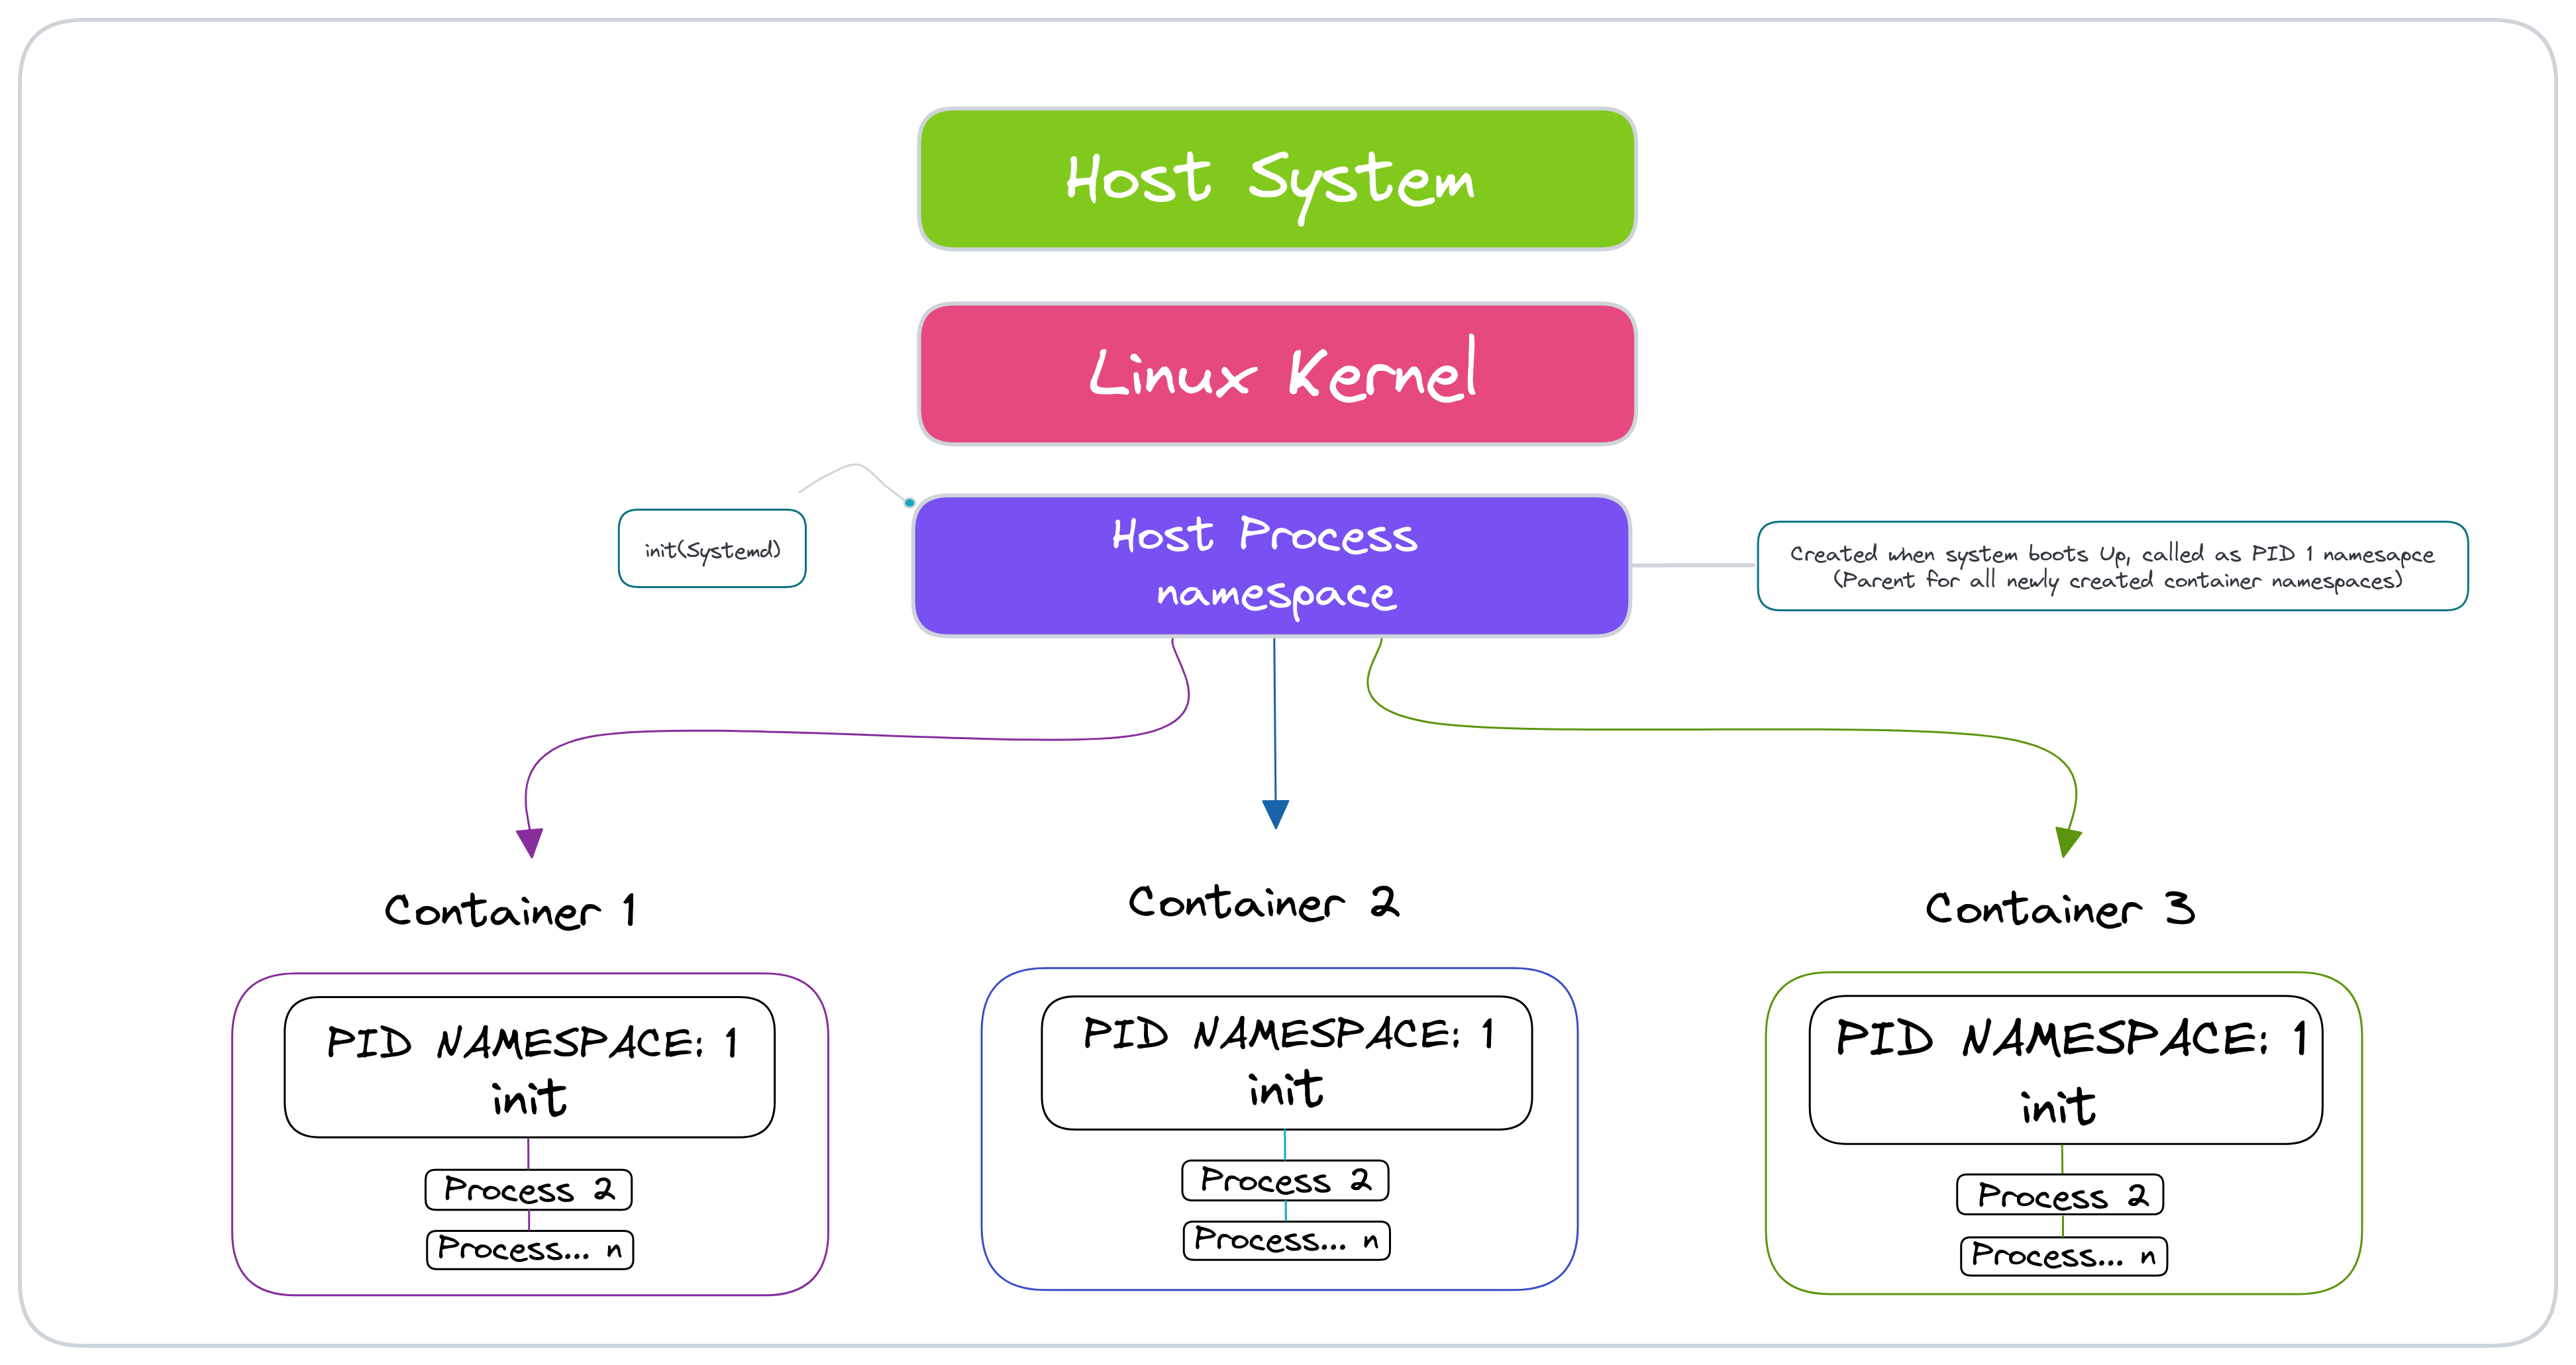 Host System
Linux Kernel
init(Systemd)
Host Process
namespace
Created when system boots Up, called as PID 1 namesapce
(Parent for all newly created container namespaces)
Container 1
Container 2
Container 3
PID NAMESPACE: 1
init
Process 2
Process... n
PID NAMESPACE: 1
init
Process 2
Process... n
PID NAMESPACE: 1
init
Process 2
Process... n